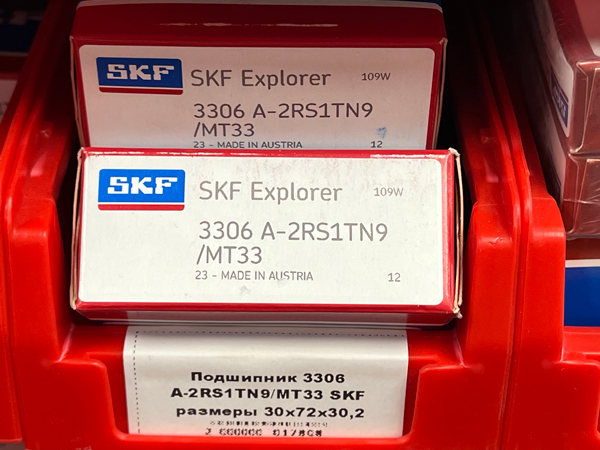 SKF
SKF Explorer
109W
3306 A-2RS1TN9
/MT33
23 - MADE IN AUSTRIA
12
SKF
SKF Explorer
109W
3306 A-2RS1TN9
/MT33
23 - MADE IN AUSTRIA
12
Подшипник 3306
A-2RS1TN9/MT33 SKF
размеры 30x72x30,2